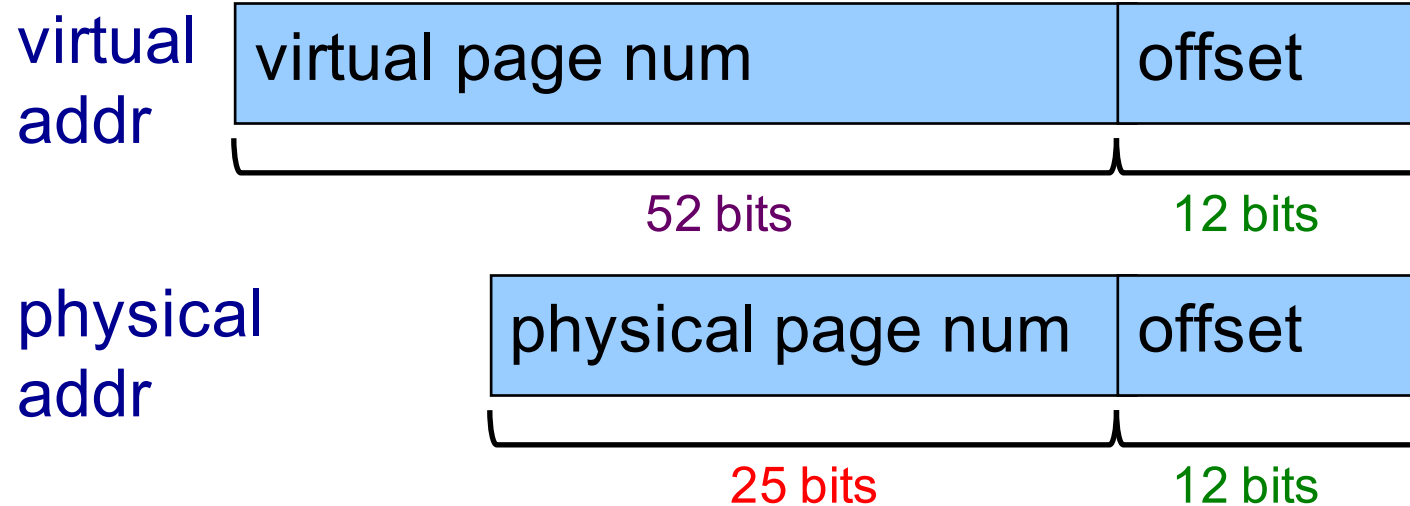 virtual
addr
virtual page num
offset
52 bits
12 bits
physical
addr
physical page num
offset
25 bits
12 bits